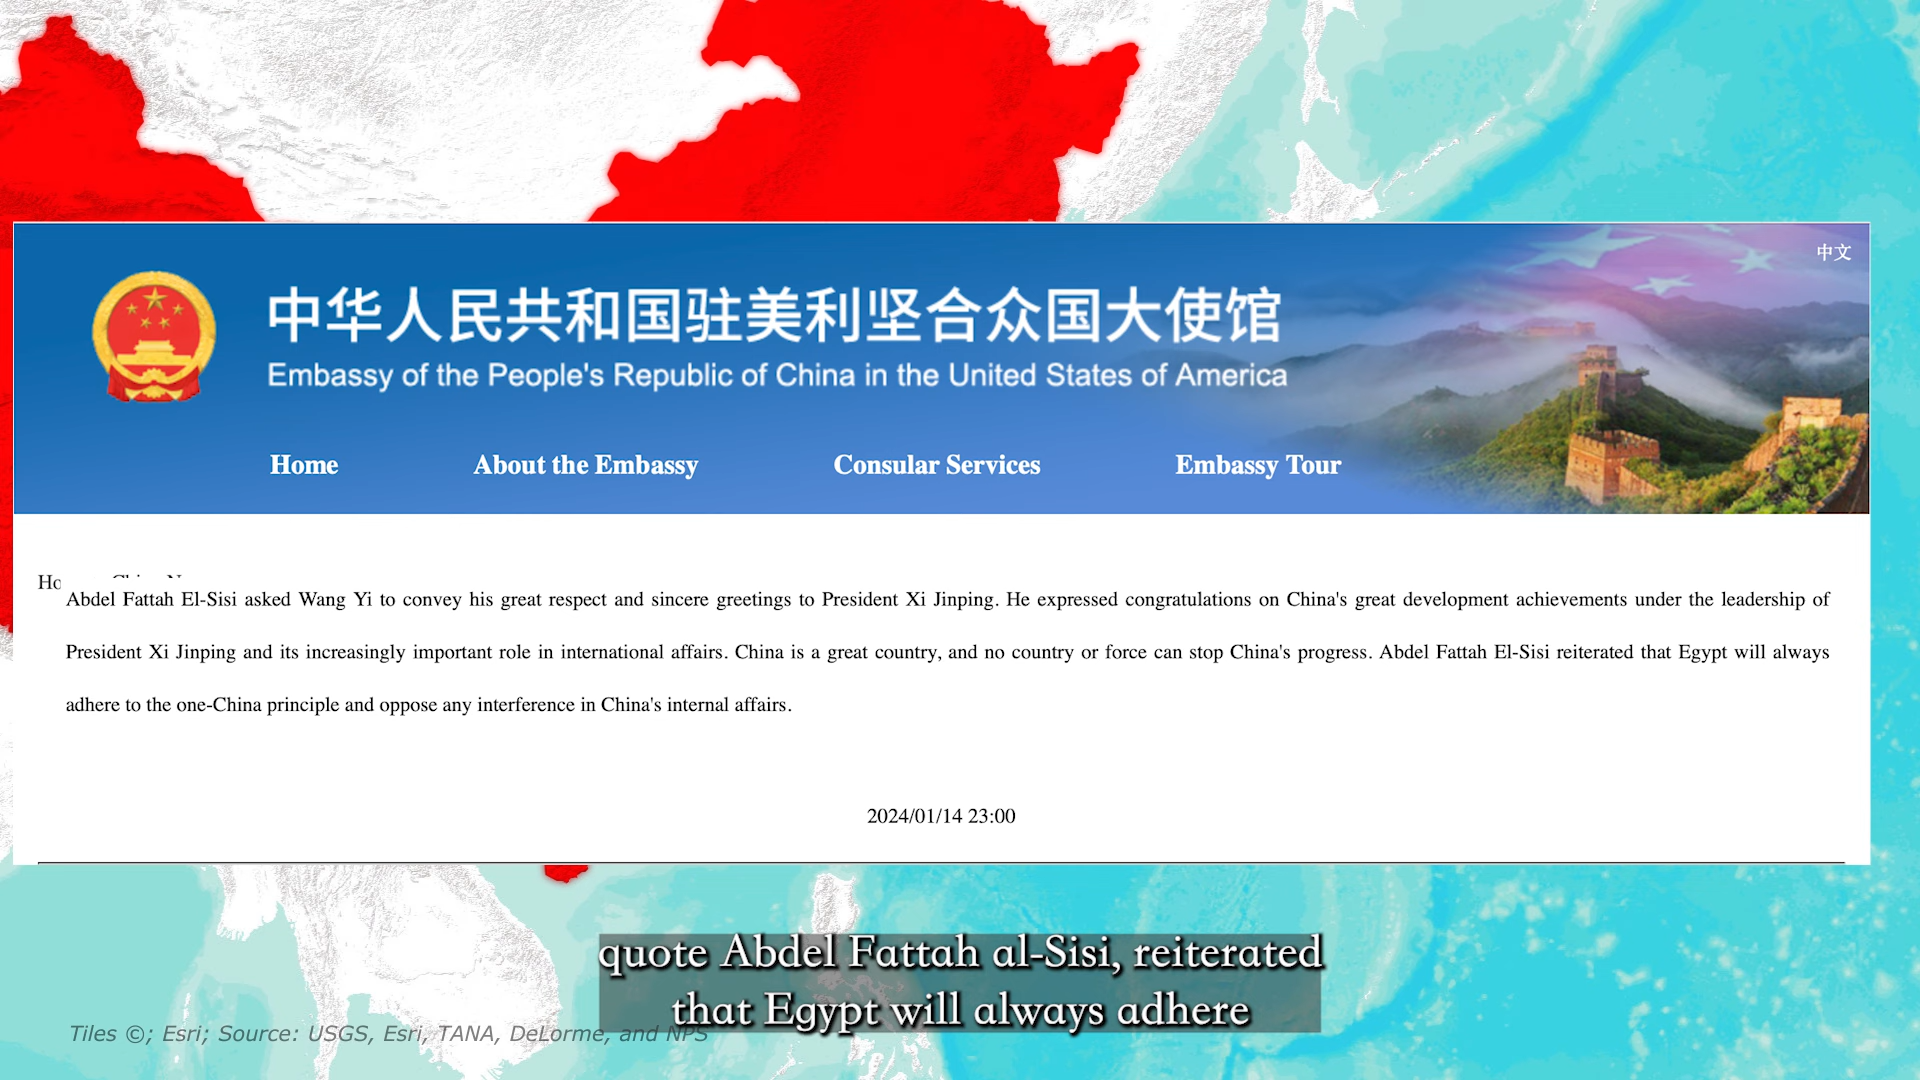 中文
中华人民共和国驻美利坚合众国大使馆
Embassy of the People's Republic of China in the United States of America
Home About the Embassy Consular Services Embassy Tour
Abdel Fattah El-Sisi asked Wang Yi to convey his great respect and sincere greetings to President Xi Jinping. He expressed congratulations on China's great development achievements under the leadership of
President Xi Jinping and its increasingly important role in international affairs. China is a great country, and no country or force can stop China's progress. Abdel Fattah El-Sisi reiterated that Egypt will always
adhere to the one-China principle and oppose any interference in China's internal affairs.
2024/01/14 23:00
quote Abdel Fattah al-Sisi, reiterated
that Egypt will always adhere
Tiles ©; Esri; Source: USGS, Esri, TANA, DeLorme, and NPS